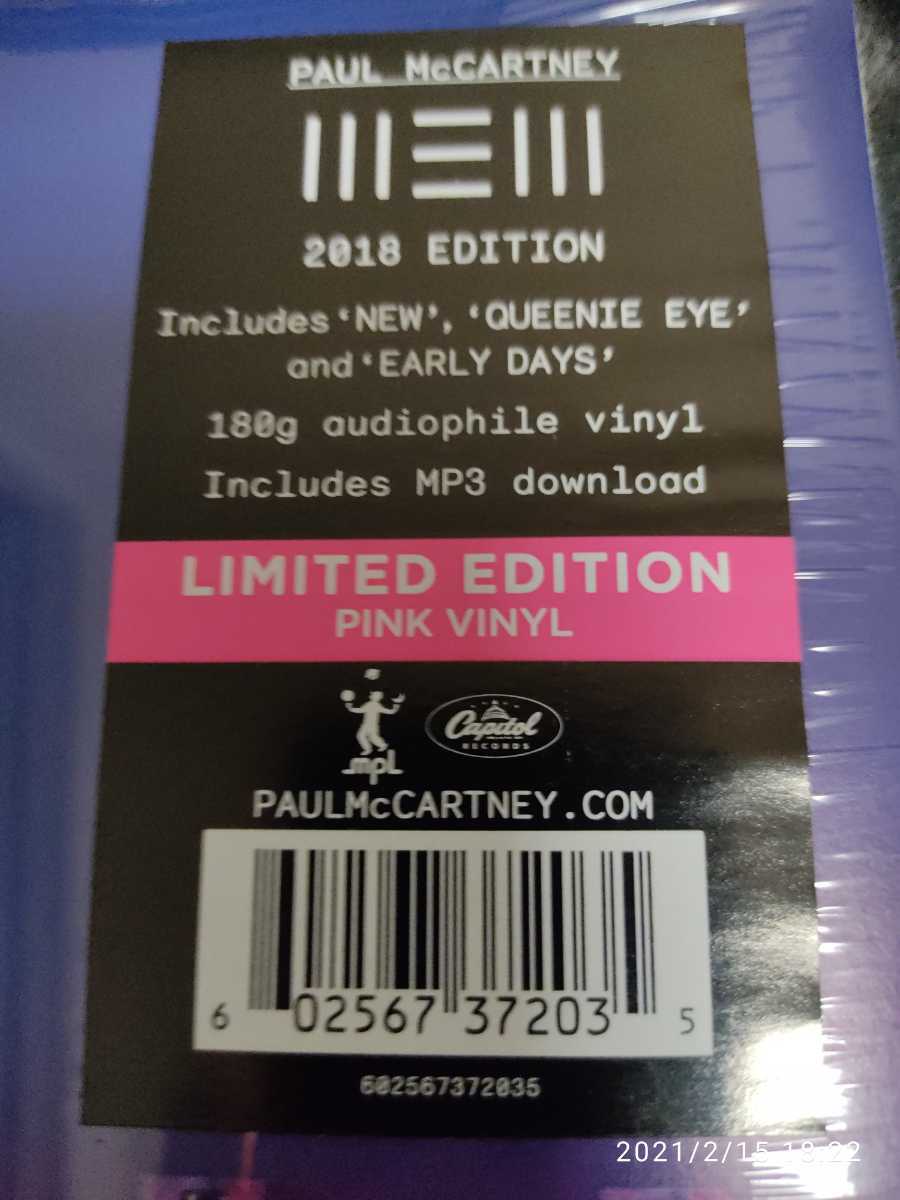 PAUL McCARTNEY
NEW
2018 EDITION
Includes ‘NEW’, ‘QUEENIE EYE’
and ‘EARLY DAYS’
180g audiophile vinyl
Includes MP3 download
LIMITED EDITION
PINK VINYL
mpl
Capitol
RECORDS
PAULMcCARTNEY.COM
6 02567 37203 5
602567372035
2021/2/15 18:22